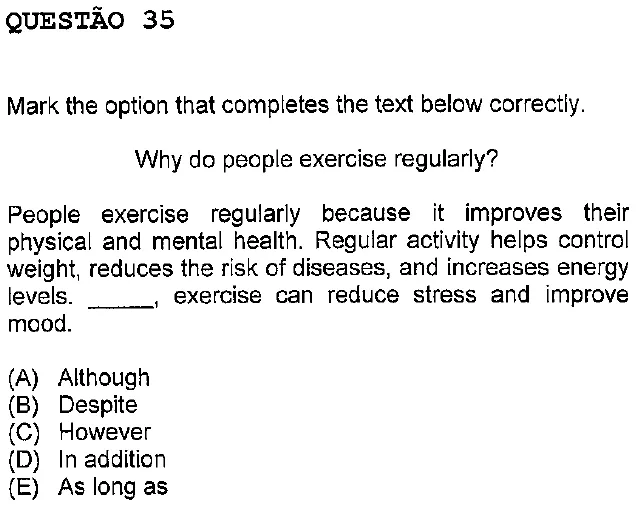 QUESTÃO 35
Mark the option that completes the text below correctly.
Why do people exercise regularly?
People exercise regularly because it improves their
physical and mental health. Regular activity helps control
weight, reduces the risk of diseases, and increases energy
levels. _____, exercise can reduce stress and improve
mood.
(A) Although
(B) Despite
(C) However
(D) In addition
(E) As long as